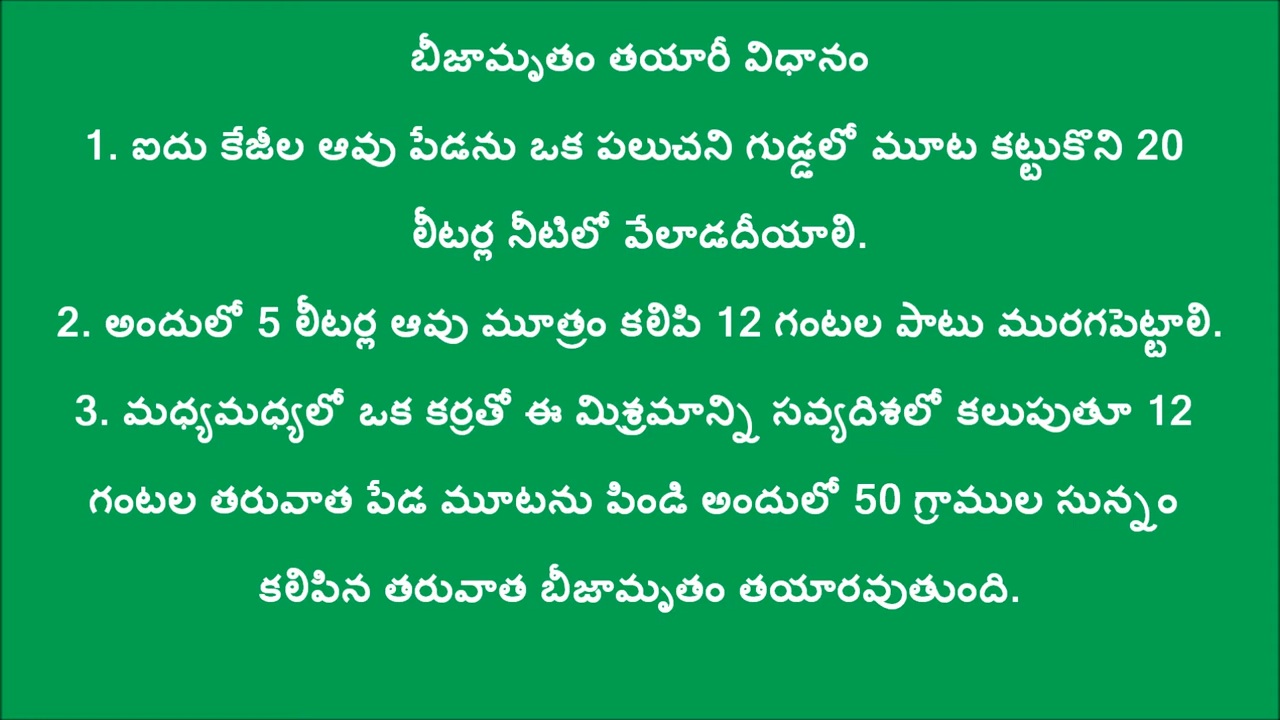 బీజామృతం తయారీ విధానం
1. ఐదు కేజీల ఆవు పేడను ఒక పలుచని గుడ్డలో మూట కట్టుకొని 20
లీటర్ల నీటిలో వేలాడదీయాలి.
2. అందులో 5 లీటర్ల ఆవు మూత్రం కలిపి 12 గంటల పాటు మురగపెట్టాలి.
3. మధ్యమధ్యలో ఒక కర్రతో ఈ మిశ్రమాన్ని సవ్యదిశలో కలుపుతూ 12
గంటల తరువాత పేడ మూటను పిండి అందులో 50 గ్రాముల సున్నం
కలిపిన తరువాత బీజామృతం తయారవుతుంది.